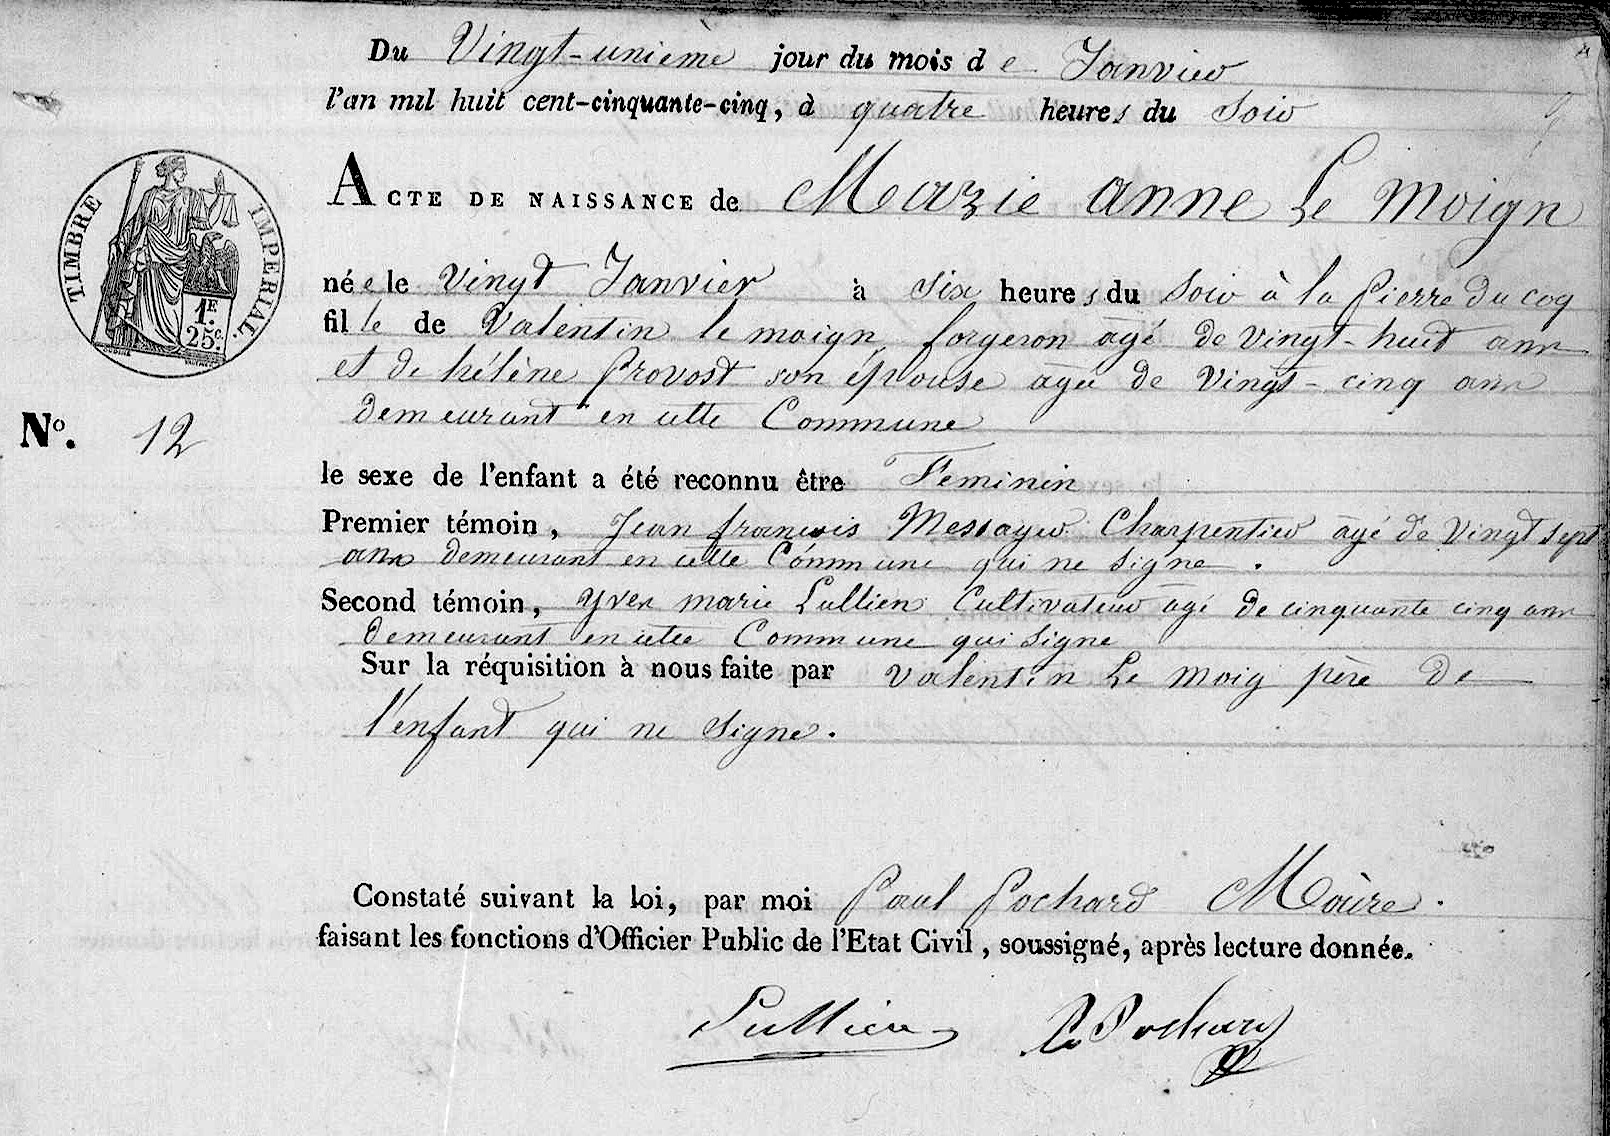 Du Vingt-unième jour du mois de Janvier
l'an mil huit cent-cinquante-cinq, à quatre heures du Soir
ACTE DE NAISSANCE de Marie anne Le moign
TIMBRE IMPERIAL.
1F.
25c.
née le Vingt Janvier à six heures du soir à la Pierre du coq
fille de Valentin le moign forgeron agé de vingt-huit ans
et de hélène Provost son épouse agée de Vingt-cinq ans
demeurant en cette Commune
No. 12
le sexe de l'enfant a été reconnu être Feminin
Premier témoin, Jean francois Messager Charpentier agé de Vingt sept
ans demeurant en cette Commune qui ne signe.
Second témoin, Yves marie Lullien Cultivateur agé de cinquante cinq ans
demeurant en cette Commune qui signe
Sur la réquisition à nous faite par Valentin Le moig père de
l'enfant qui ne signe.
Constaté suivant la loi, par moi Paul Pochard Maire.
faisant les fonctions d'Officier Public de l'Etat Civil, soussigné, après lecture donnée.
Lullien P. Pochard